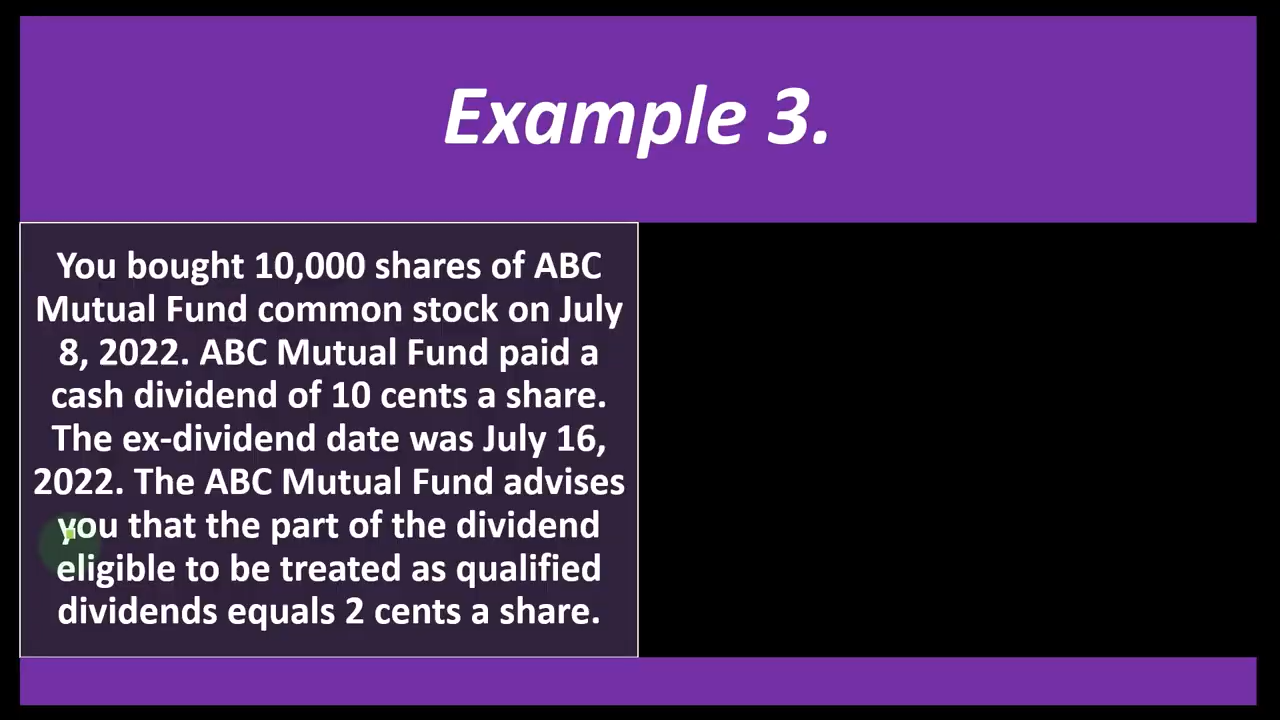 Example 3.
You bought 10,000 shares of ABC
Mutual Fund common stock on July
8, 2022. ABC Mutual Fund paid a
cash dividend of 10 cents a share.
The ex-dividend date was July 16,
2022. The ABC Mutual Fund advises
you that the part of the dividend
eligible to be treated as qualified
dividends equals 2 cents a share.